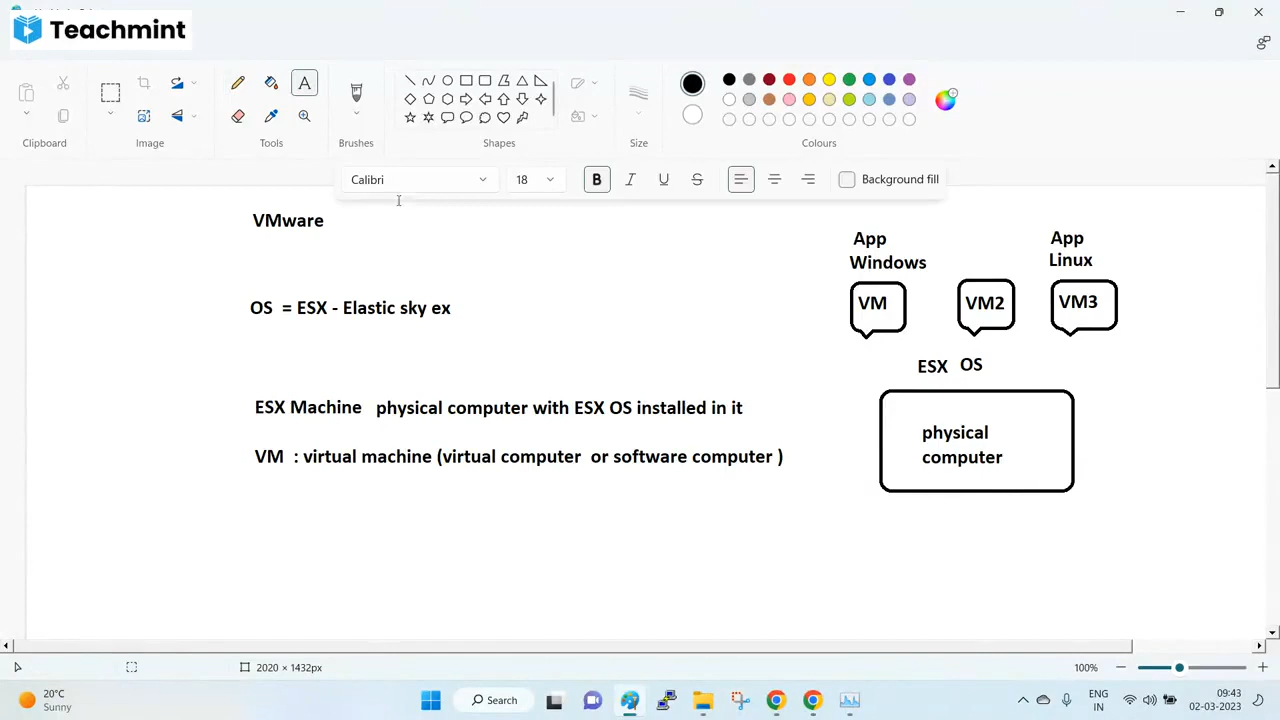 Teachmint
Clipboard
Image
Tools
Brushes
Shapes
Size
Colours
Calibri
18
B
I
U
Background fill
VMware
App
Windows
App
Linux
VM
VM2
VM3
OS = ESX - Elastic sky ex
ESX OS
ESX Machine physical computer with ESX OS installed in it
VM : virtual machine (virtual computer or software computer )
physical
computer
2020 × 1432px
100%
20°C
Sunny
Search
ENG
IN
09:43
02-03-2023